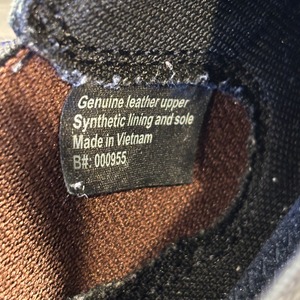 Genuine leather upper
Synthetic lining and sole
Made in Vietnam
B#: 000955